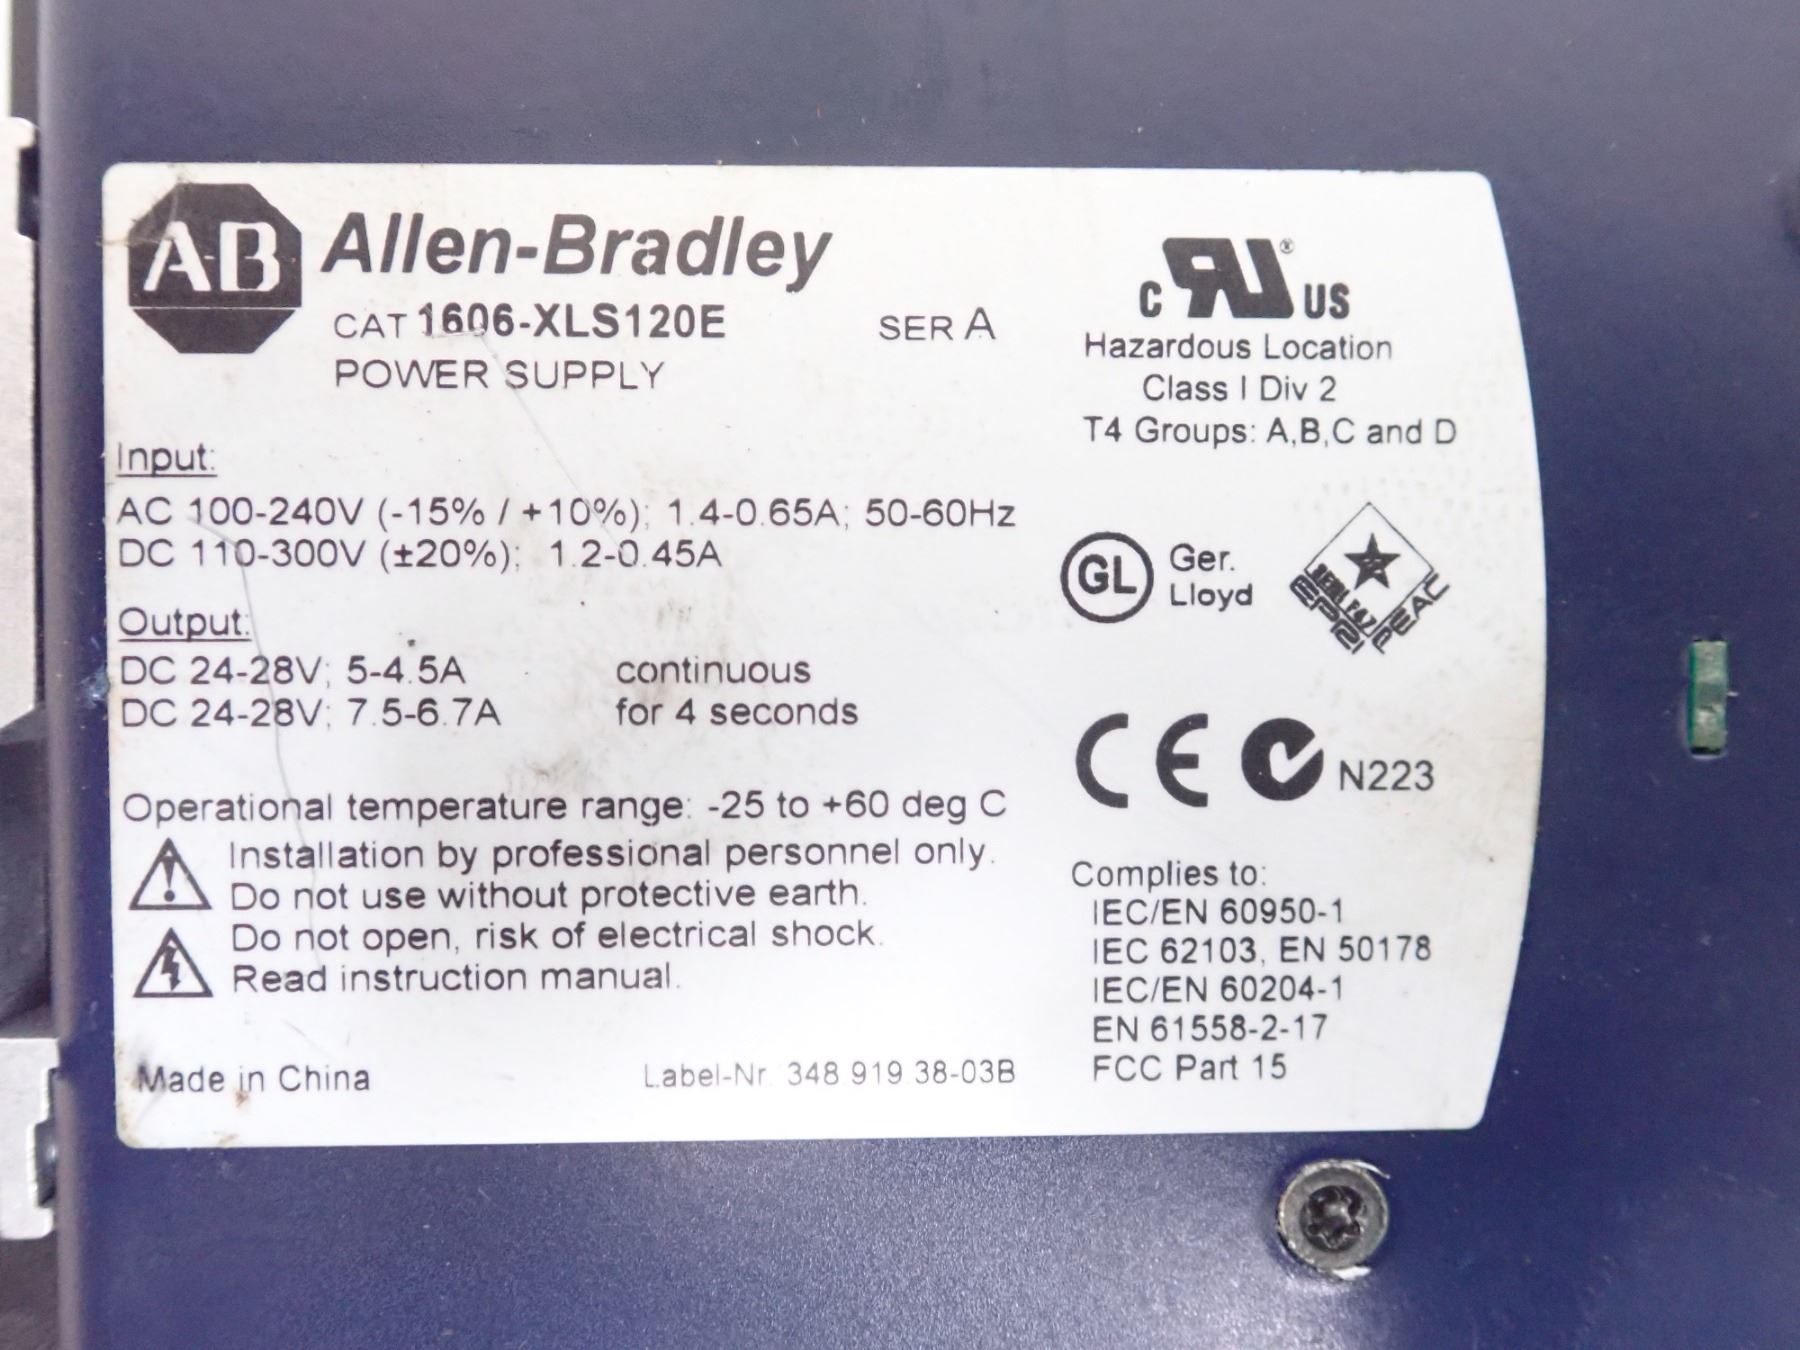 AB Allen-Bradley
CAT 1606-XLS120E SER A
POWER SUPPLY
Input:
AC 100-240V (-15% / +10%); 1.4-0.65A; 50-60Hz
DC 110-300V (±20%); 1.2-0.45A
Output:
DC 24-28V; 5-4.5A continuous
DC 24-28V; 7.5-6.7A for 4 seconds
Operational temperature range: -25 to +60 deg C
Installation by professional personnel only.
Do not use without protective earth.
Do not open, risk of electrical shock.
Read instruction manual.
Made in China Label-Nr. 348.919.38-03B
c RU ® US
Hazardous Location
Class I Div 2
T4 Groups: A,B,C and D
GL Ger.
Lloyd
SEMI F47
EPRI PEAC
CE N223
Complies to:
IEC/EN 60950-1
IEC 62103, EN 50178
IEC/EN 60204-1
EN 61558-2-17
FCC Part 15